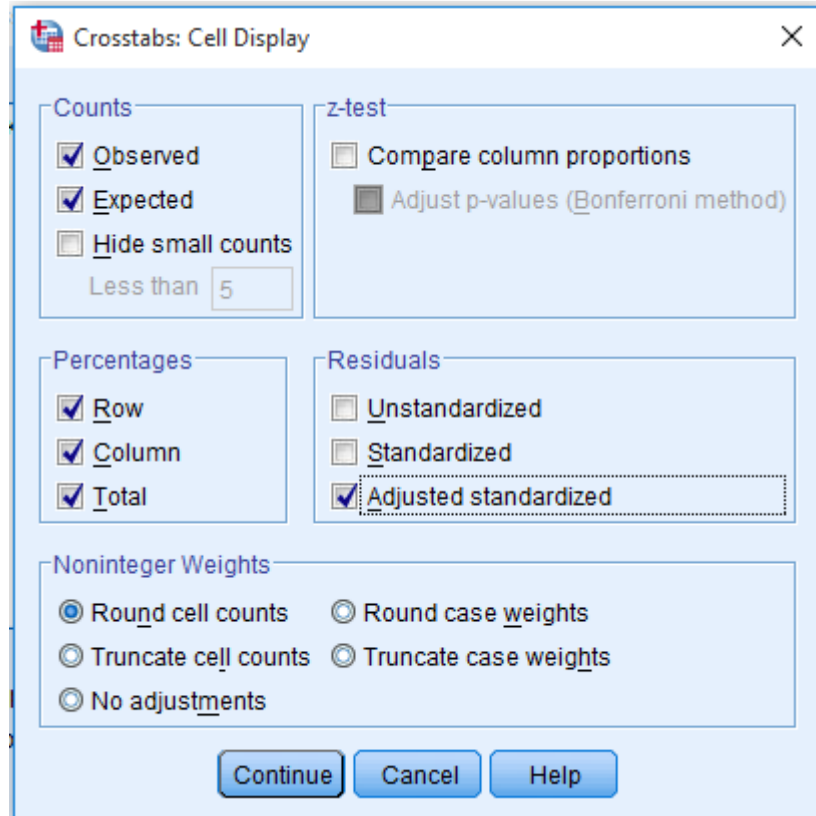 Crosstabs: Cell Display
Counts
Observed
Expected
Hide small counts
Less than 5
z-test
Compare column proportions
Adjust p-values (Bonferroni method)
Percentages
Row
Column
Total
Residuals
Unstandardized
Standardized
Adjusted standardized
Noninteger Weights
Round cell counts Round case weights
Truncate cell counts Truncate case weights
No adjustments
Continue Cancel Help